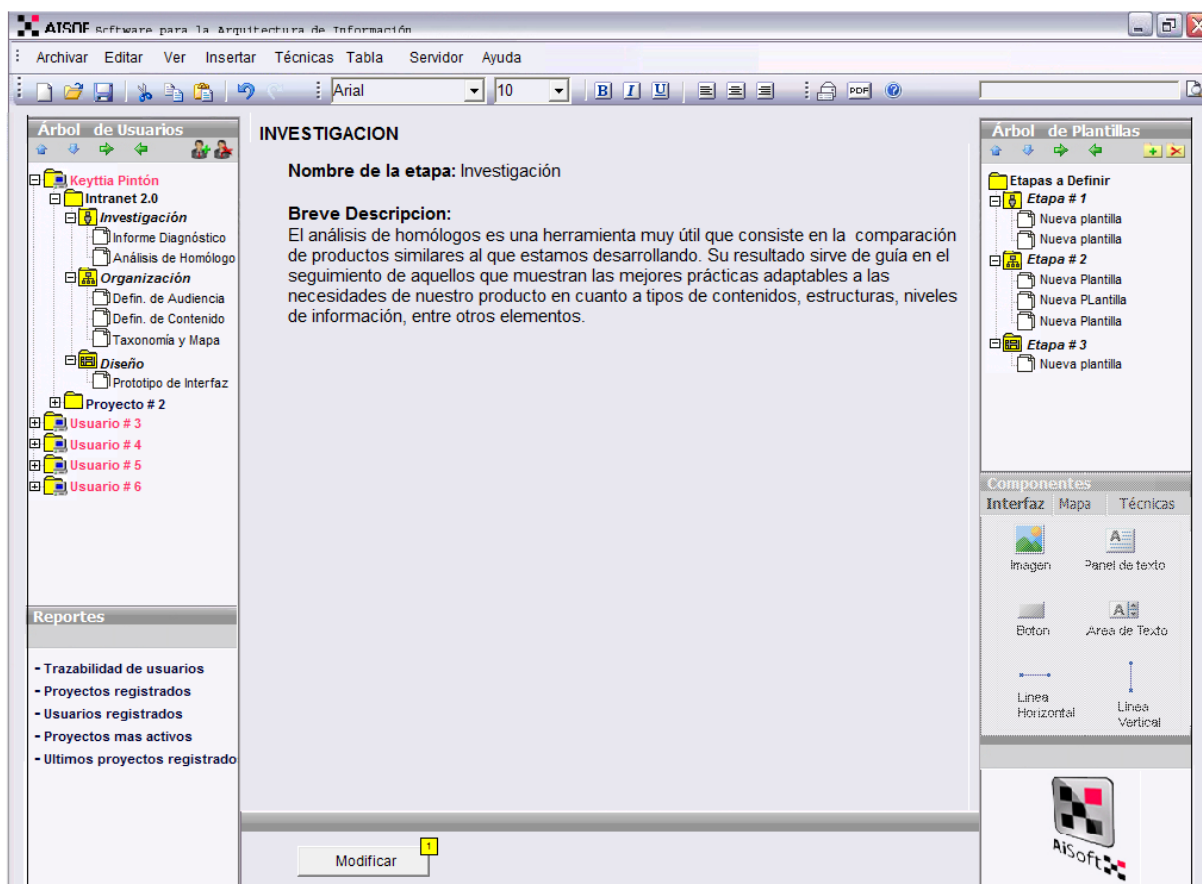 AISOF Software para la Arquitectura de Información
Archivar Editar Ver Insertar Técnicas Tabla Servidor Ayuda
Arial 10 B I U PDF
Árbol de Usuarios
Keyttia Pintón
Intranet 2.0
Investigación
Informe Diagnóstico
Análisis de Homólogo
Organización
Defin. de Audiencia
Defin. de Contenido
Taxonomía y Mapa
Diseño
Prototipo de Interfaz
Proyecto # 2
Usuario # 3
Usuario # 4
Usuario # 5
Usuario # 6
Reportes
- Trazabilidad de usuarios
- Proyectos registrados
- Usuarios registrados
- Proyectos mas activos
- Ultimos proyectos registrado
INVESTIGACION
Nombre de la etapa: Investigación
Breve Descripcion:
El análisis de homólogos es una herramienta muy útil que consiste en la comparación
de productos similares al que estamos desarrollando. Su resultado sirve de guía en el
seguimiento de aquellos que muestran las mejores prácticas adaptables a las
necesidades de nuestro producto en cuanto a tipos de contenidos, estructuras, niveles
de información, entre otros elementos.
Modificar
1
Árbol de Plantillas
Etapas a Definir
Etapa # 1
Nueva plantilla
Nueva plantilla
Etapa # 2
Nueva Plantilla
Nueva PLantilla
Nueva Plantilla
Etapa # 3
Nueva plantilla
Componentes
Interfaz Mapa Técnicas
Imagen Panel de texto
Boton Area de Texto
Linea
Horizontal
Linea
Vertical
AiSoft